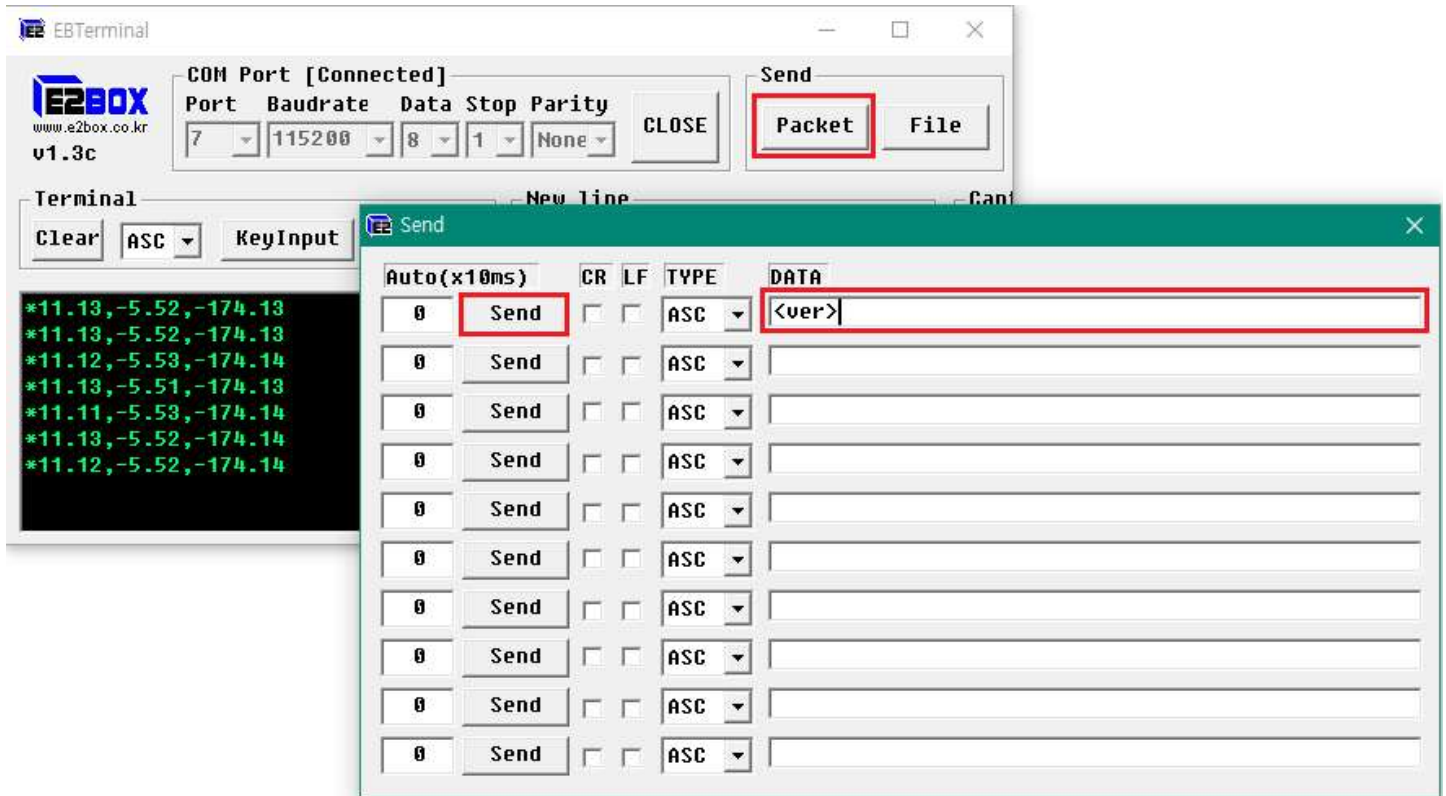 EBTerminal
E2BOX
www.e2box.co.kr
v1.3c
COM Port [Connected]
Port Baudrate Data Stop Parity
7 115200 8 1 None CLOSE
Send
Packet File
Terminal
Clear ASC KeyInput
New line
E2 Send
Auto(x10ms) CR LF TYPE DATA
0 Send ASC <ver>
0 Send ASC
0 Send ASC
0 Send ASC
0 Send ASC
0 Send ASC
0 Send ASC
0 Send ASC
0 Send ASC
0 Send ASC
*11.13,-5.52,-174.13
*11.13,-5.52,-174.13
*11.12,-5.53,-174.14
*11.13,-5.51,-174.13
*11.11,-5.53,-174.14
*11.13,-5.52,-174.14
*11.12,-5.52,-174.14